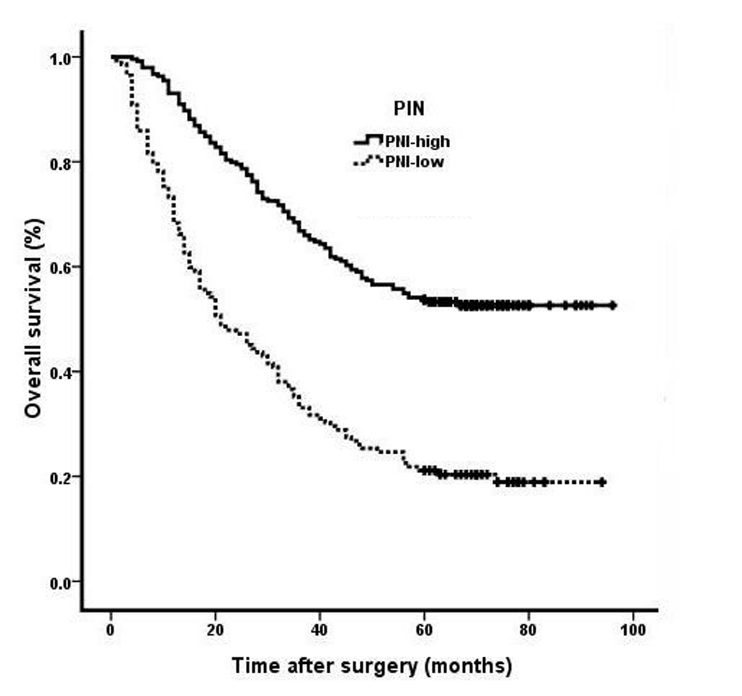 PIN
PNI-high
PNI-low
Overall survival (%)
1.0
0.8
0.6
0.4
0.2
0.0
0 20 40 60 80 100
Time after surgery (months)